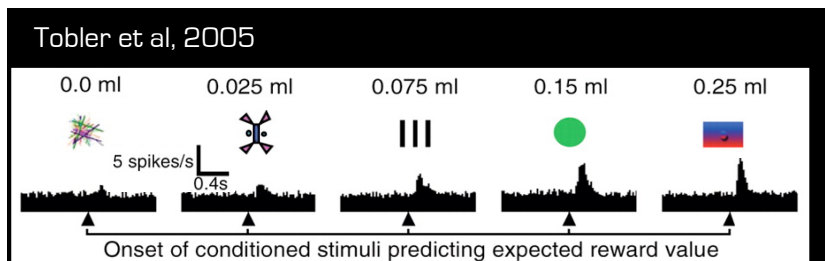 Tobler et al, 2005
0.0 ml 0.025 ml 0.075 ml 0.15 ml 0.25 ml
5 spikes/s
0.4s
Onset of conditioned stimuli predicting expected reward value